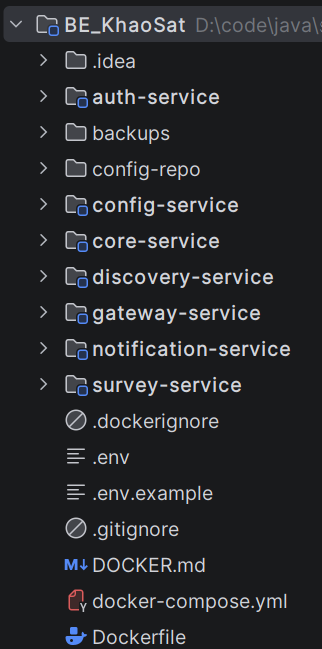 BE_KhaoSat D:\code\java\
.idea
auth-service
backups
config-repo
config-service
core-service
discovery-service
gateway-service
notification-service
survey-service
.dockerignore
.env
.env.example
.gitignore
M↓ DOCKER.md
Y docker-compose.yml
Dockerfile